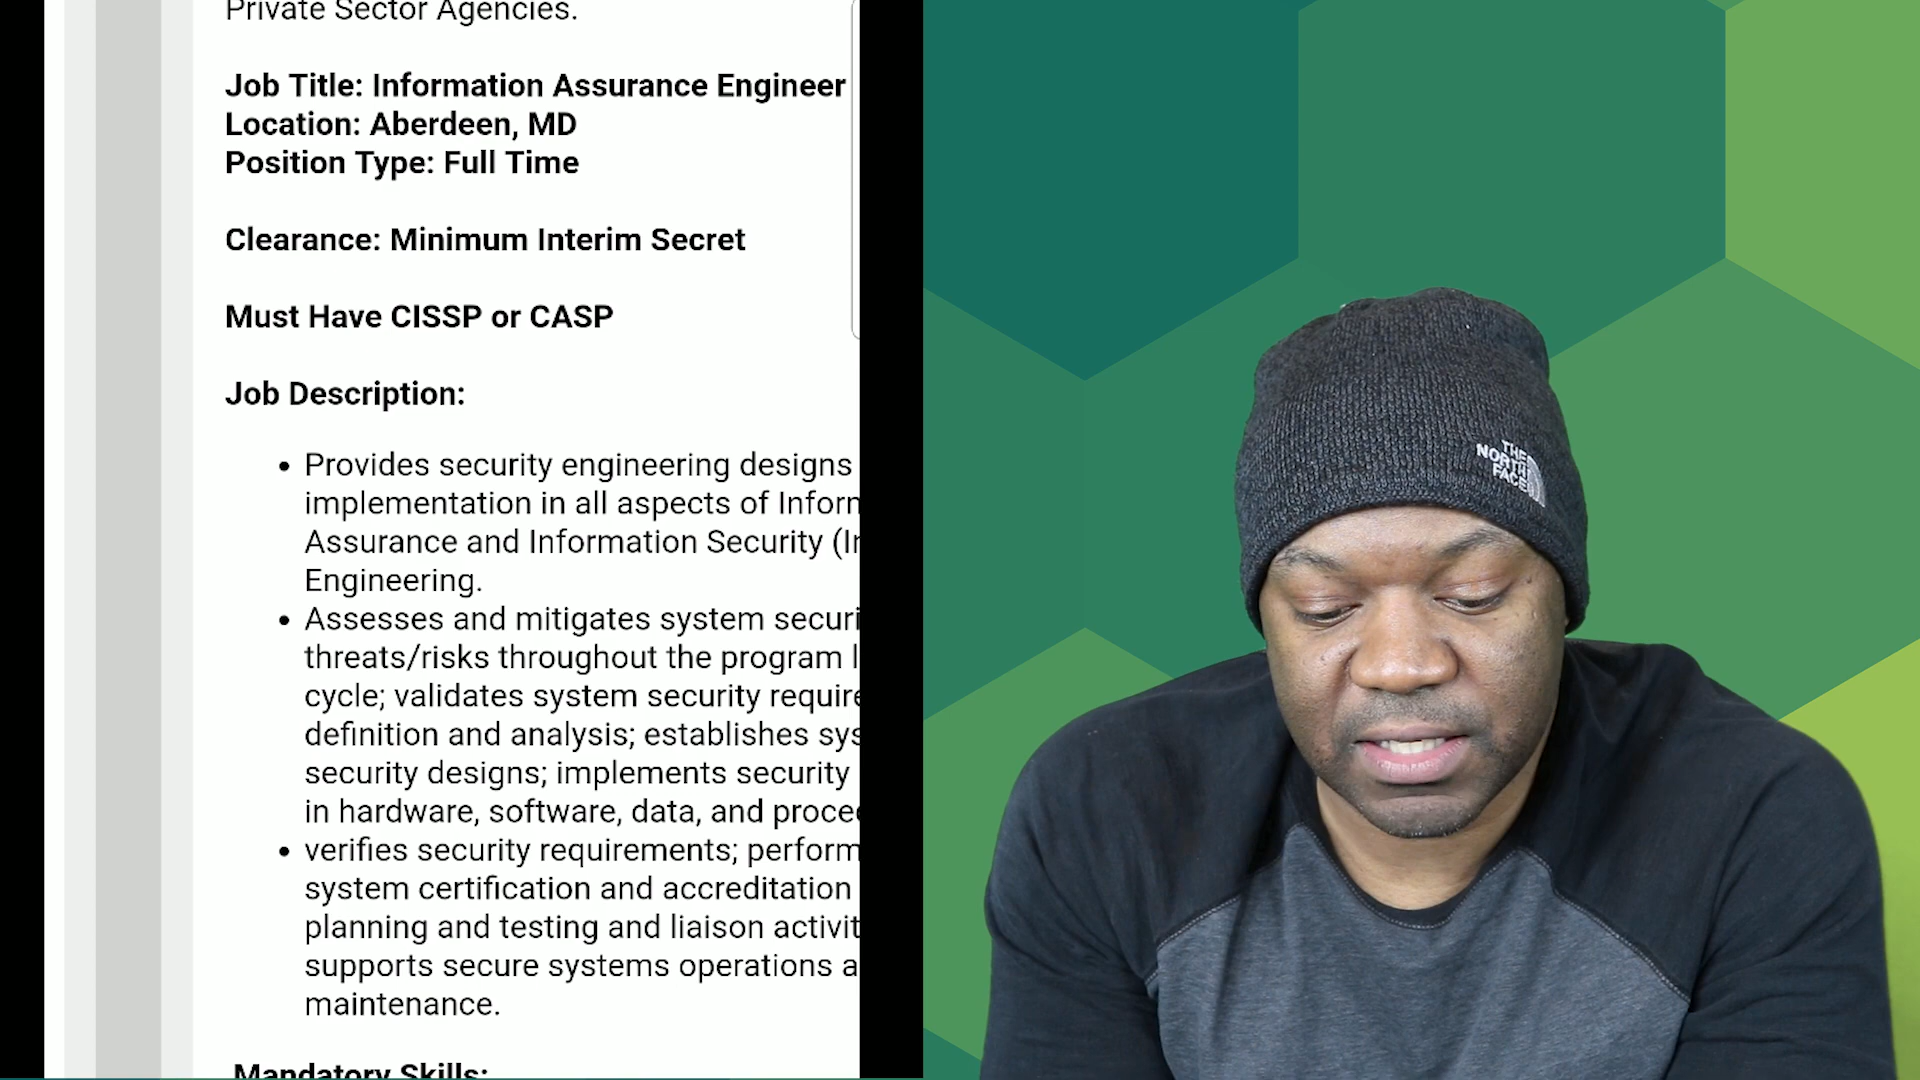 Private Sector Agencies.
Job Title: Information Assurance Engineer
Location: Aberdeen, MD
Position Type: Full Time
Clearance: Minimum Interim Secret
Must Have CISSP or CASP
Job Description:
• Provides security engineering designs
implementation in all aspects of Inforn
Assurance and Information Security (In
Engineering.
• Assesses and mitigates system securi
threats/risks throughout the program l
cycle; validates system security require
definition and analysis; establishes sys
security designs; implements security
in hardware, software, data, and proce
• verifies security requirements; perform
system certification and accreditation
planning and testing and liaison activit
supports secure systems operations a
maintenance.
Mandatory Skills:
THE
NORTH
FACE